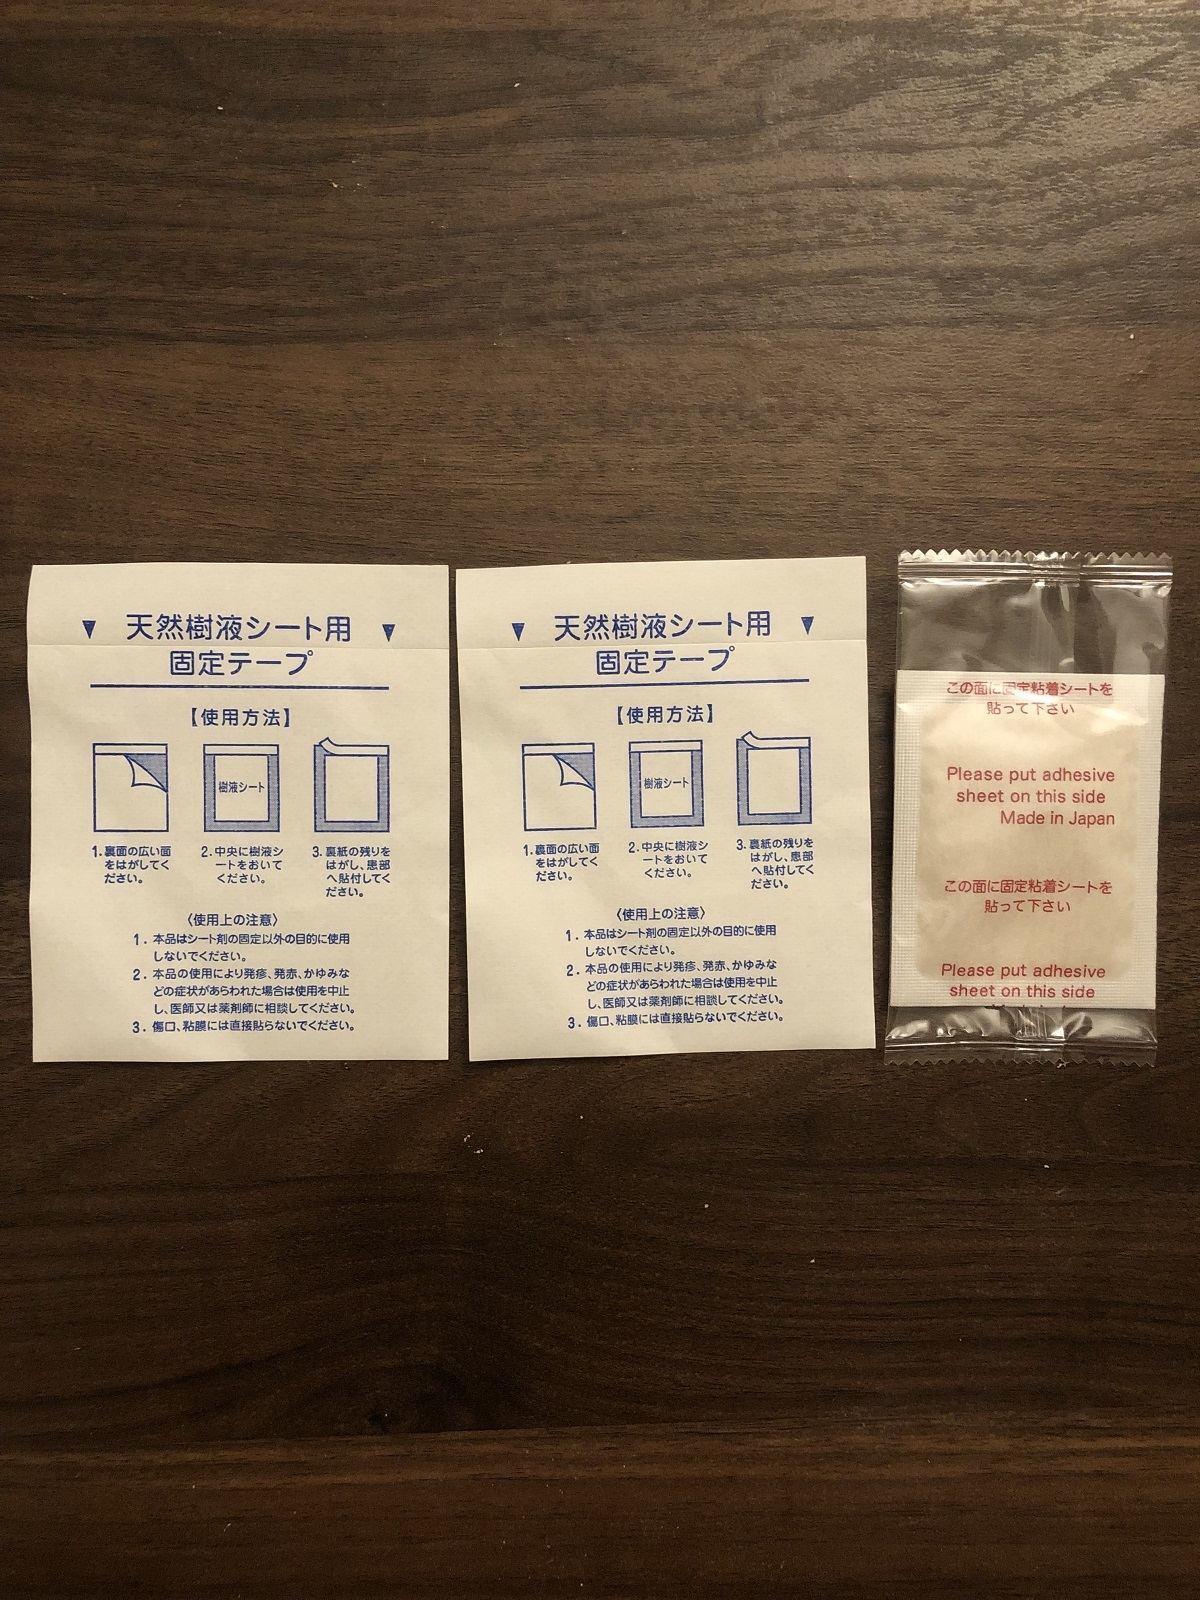 天然樹液シート用
固定テープ
【使用方法】
樹液シート
1.裏面の広い面
をはがしてく
ださい。
2.中央に樹液シ
ートをおいて
ください。
3.裏紙の残りを
はがし、患部
へ貼付してく
ださい。
〈使用上の注意〉
1.本品はシート剤の固定以外の目的に使用
しないでください。
2.本品の使用により発疹、発赤、かゆみな
どの症状があらわれた場合は使用を中止
し、医師又は薬剤師に相談してください。
3.傷口、粘膜には直接貼らないでください。
天然樹液シート用
固定テープ
【使用方法】
樹液シート
1.裏面の広い面
をはがしてく
ださい。
2.中央に樹液シ
ートをおいて
ください。
3.裏紙の残りを
はがし、患部
へ貼付してく
ださい。
〈使用上の注意〉
1.本品はシート剤の固定以外の目的に使用
しないでください。
2.本品の使用により発疹、発赤、かゆみな
どの症状があらわれた場合は使用を中止
し、医師又は薬剤師に相談してください。
3.傷口、粘膜には直接貼らないでください。
この面に固定粘着シートを
貼って下さい
Please put adhesive
sheet on this side
Made in Japan
この面に固定粘着シートを
貼って下さい
Please put adhesive
sheet on this side